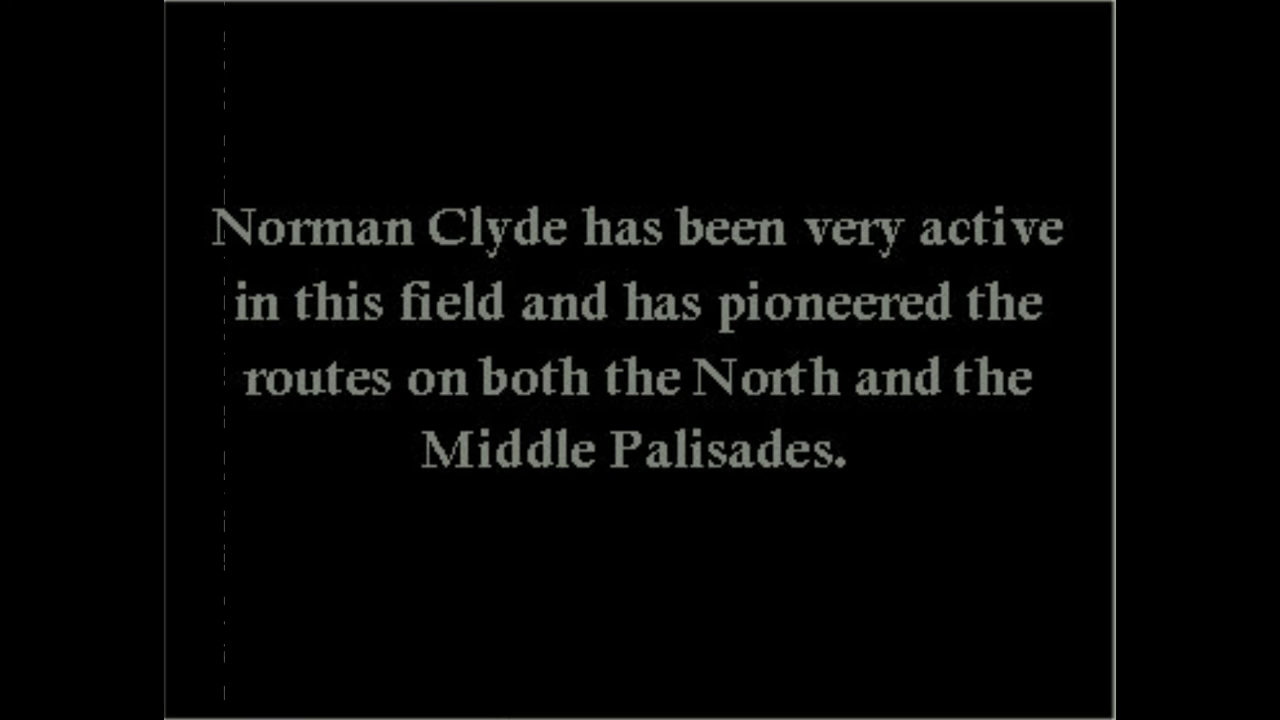 Norman Clyde has been very active
in this field and has pioneered the
routes on both the North and the
Middle Palisades.